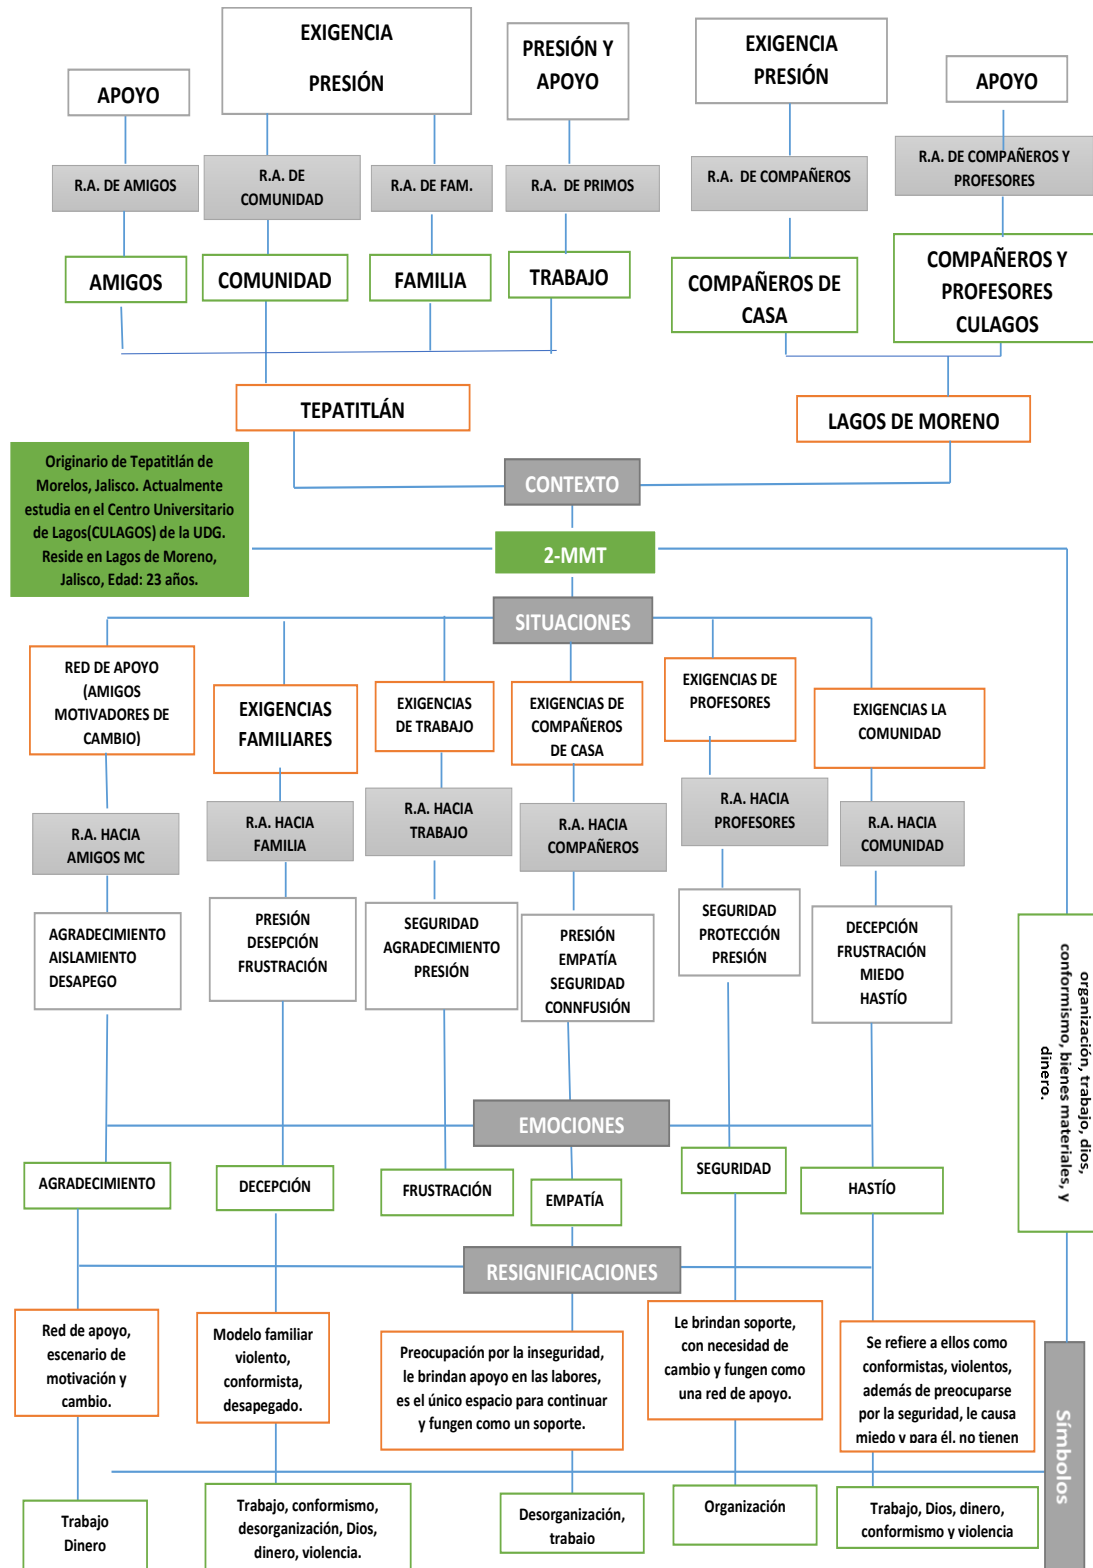 EXIGENCIA
PRESIÓN
PRESIÓN Y
APOYO
EXIGENCIA
PRESIÓN
APOYO
APOYO
R.A. DE AMIGOS
R.A. DE
COMUNIDAD
R.A. DE FAM.
R.A. DE PRIMOS
R.A. DE COMPAÑEROS
R.A. DE COMPAÑEROS Y
PROFESORES
AMIGOS
COMUNIDAD
FAMILIA
TRABAJO
COMPAÑEROS DE
CASA
COMPAÑEROS Y
PROFESORES
CULAGOS
TEPATITLÁN
LAGOS DE MORENO
CONTEXTO
Originario de Tepatitlán de
Morelos, Jalisco. Actualmente
estudia en el Centro Universitario
de Lagos(CULAGOS) de la UDG.
Reside en Lagos de Moreno,
Jalisco, Edad: 23 años.
2-MMT
SITUACIONES
RED DE APOYO
(AMIGOS
MOTIVADORES DE
CAMBIO)
EXIGENCIAS
FAMILIARES
EXIGENCIAS
DE TRABAJO
EXIGENCIAS DE
COMPAÑEROS
DE CASA
EXIGENCIAS DE
PROFESORES
EXIGENCIAS LA
COMUNIDAD
R.A. HACIA
AMIGOS MC
R.A. HACIA
FAMILIA
R.A. HACIA
TRABAJO
R.A. HACIA
COMPAÑEROS
R.A. HACIA
PROFESORES
R.A. HACIA
COMUNIDAD
AGRADECIMIENTO
AISLAMIENTO
DESAPEGO
PRESIÓN
DESEPCIÓN
FRUSTRACIÓN
SEGURIDAD
AGRADECIMIENTO
PRESIÓN
PRESIÓN
EMPATÍA
SEGURIDAD
CONNFUSIÓN
SEGURIDAD
PROTECCIÓN
PRESIÓN
DECEPCIÓN
FRUSTRACIÓN
MIEDO
HASTÍO
organización, trabajo, dios,
conformismo, bienes materiales, y
dinero.
EMOCIONES
AGRADECIMIENTO
DECEPCIÓN
FRUSTRACIÓN
EMPATÍA
SEGURIDAD
HASTÍO
RESIGNIFICACIONES
Red de apoyo,
escenario de
motivación y
cambio.
Modelo familiar
violento,
conformista,
desapegado.
Preocupación por la inseguridad,
le brindan apoyo en las labores,
es el único espacio para continuar
y fungen como un soporte.
Le brindan soporte,
con necesidad de
cambio y fungen como
una red de apoyo.
Se refiere a ellos como
conformistas, violentos,
además de preocuparse
por la seguridad, le causa
miedo y para él, no tienen
Símbolos
Trabajo
Dinero
Trabajo, conformismo,
desorganización, Dios,
dinero, violencia.
Desorganización,
trabajo
Organización
Trabajo, Dios, dinero,
conformismo y violencia